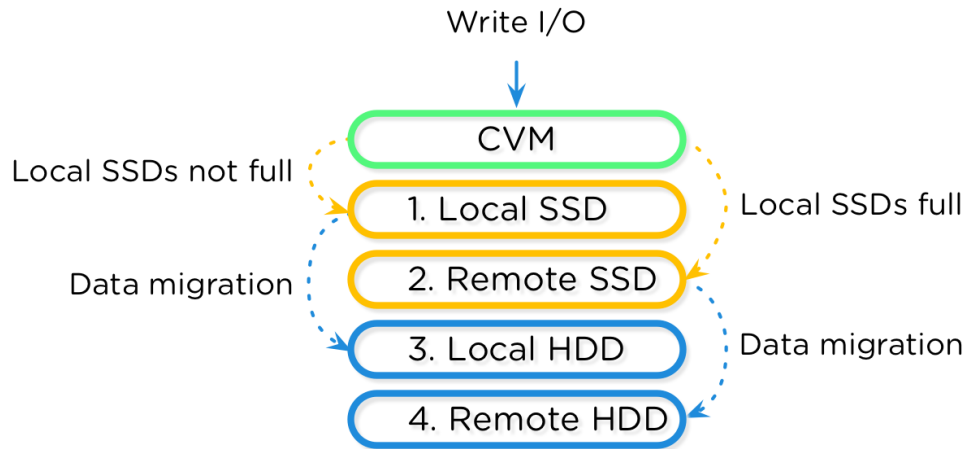 Write I/O
CVM
Local SSDs not full
1. Local SSD
Local SSDs full
2. Remote SSD
Data migration
3. Local HDD
Data migration
4. Remote HDD